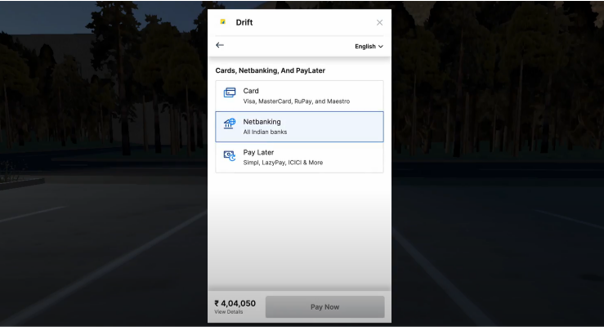 Drift
English
Cards, Netbanking, And PayLater
Card
Visa, MasterCard, RuPay, and Maestro
Netbanking
All Indian banks
Pay Later
Simpl, LazyPay, ICICI & More
₹ 4,04,050
View Details
Pay Now